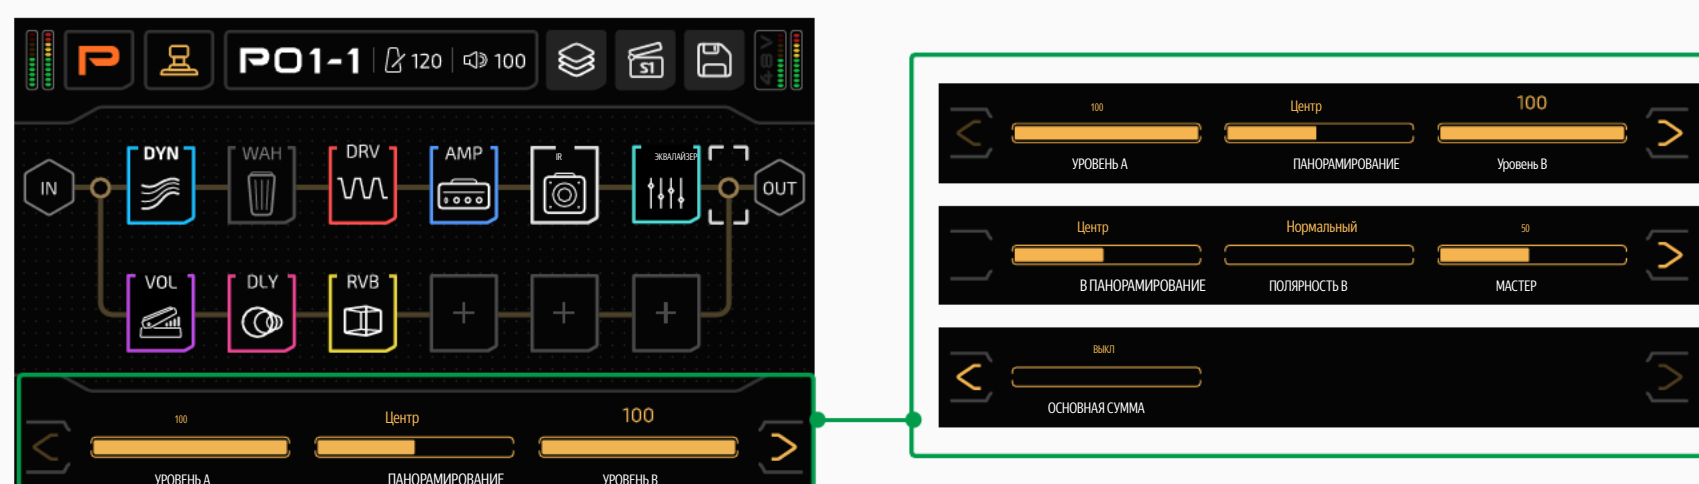 P01-1 120 100 S1 48V
DYN WAH DRV AMP IR ЭКВАЛАЙЗЕР
IN OUT
VOL DLY RVB
100 Центр 100
УРОВЕНЬ А ПАНОРАМИРОВАНИЕ УРОВЕНЬ В
100 Центр 100
УРОВЕНЬ А ПАНОРАМИРОВАНИЕ Уровень В
Центр Нормальный 50
В ПАНОРАМИРОВАНИЕ ПОЛЯРНОСТЬ В МАСТЕР
ВЫКЛ
ОСНОВНАЯ СУММА